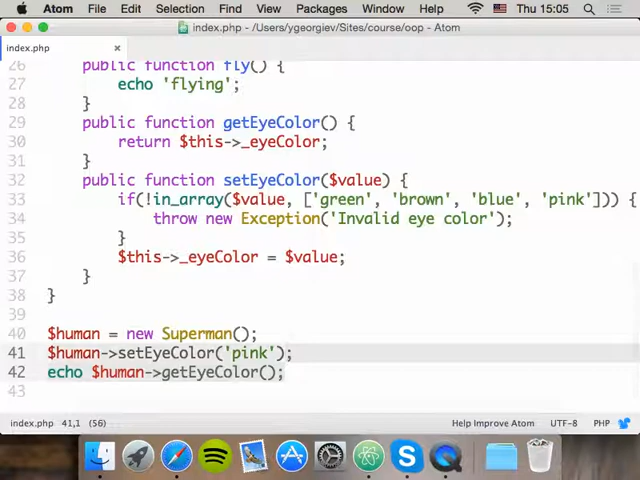 Atom File Edit Selection Find View Packages Window Help Thu 15:05
index.php - /Users/ygeorgiev/Sites/course/oop - Atom
index.php
26 public function fly() {
27 echo 'flying';
28 }
29 public function getEyeColor() {
30 return $this->_eyeColor;
31 }
32 public function setEyeColor($value) {
33 if(!in_array($value, ['green', 'brown', 'blue', 'pink'])) {
34 throw new Exception('Invalid eye color');
35 }
36 $this->_eyeColor = $value;
37 }
38 }
39
40 $human = new Superman();
41 $human->setEyeColor('pink');
42 echo $human->getEyeColor();
43
index.php 41,1 (56) Help Improve Atom UTF-8 PHP